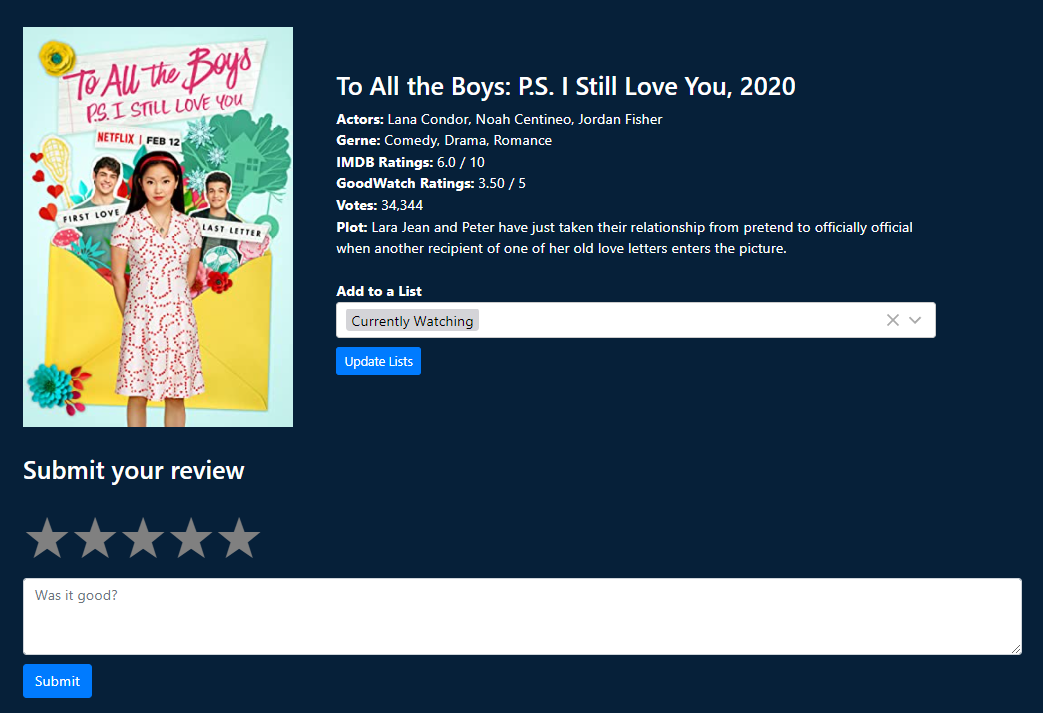 To All the Boys
P.S. I STILL LOVE YOU
NETFLIX | FEB 12
FIRST LOVE
LAST LETTER
To All the Boys: P.S. I Still Love You, 2020
Actors: Lana Condor, Noah Centineo, Jordan Fisher
Gerne: Comedy, Drama, Romance
IMDB Ratings: 6.0 / 10
GoodWatch Ratings: 3.50 / 5
Votes: 34,344
Plot: Lara Jean and Peter have just taken their relationship from pretend to officially official
when another recipient of one of her old love letters enters the picture.
Add to a List
Currently Watching
Update Lists
Submit your review
Was it good?
Submit